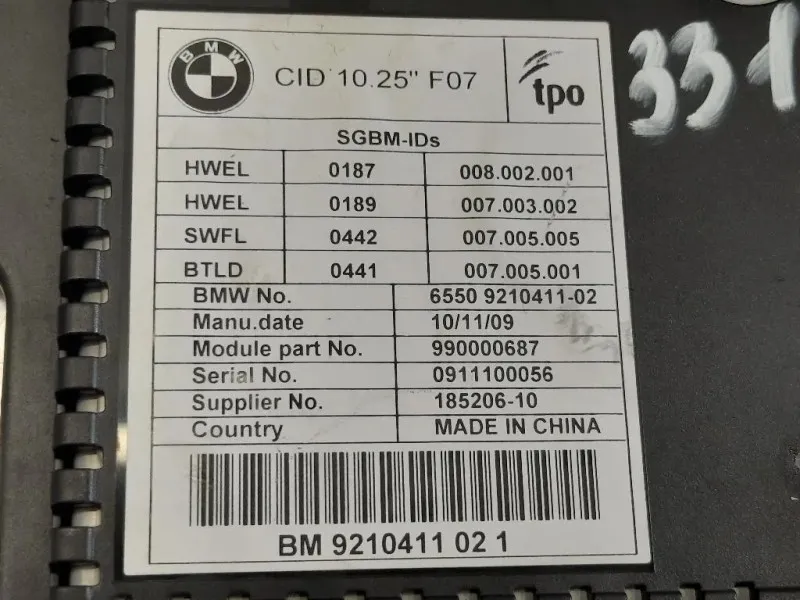 BMW
CID 10.25" F07
tpo
331
SGBM-IDs
HWEL 0187 008.002.001
HWEL 0189 007.003.002
SWFL 0442 007.005.005
BTLD 0441 007.005.001
BMW No. 6550 9210411-02
Manu.date 10/11/09
Module part No. 990000687
Serial No. 0911100056
Supplier No. 185206-10
Country MADE IN CHINA
BM 9210411 02 1